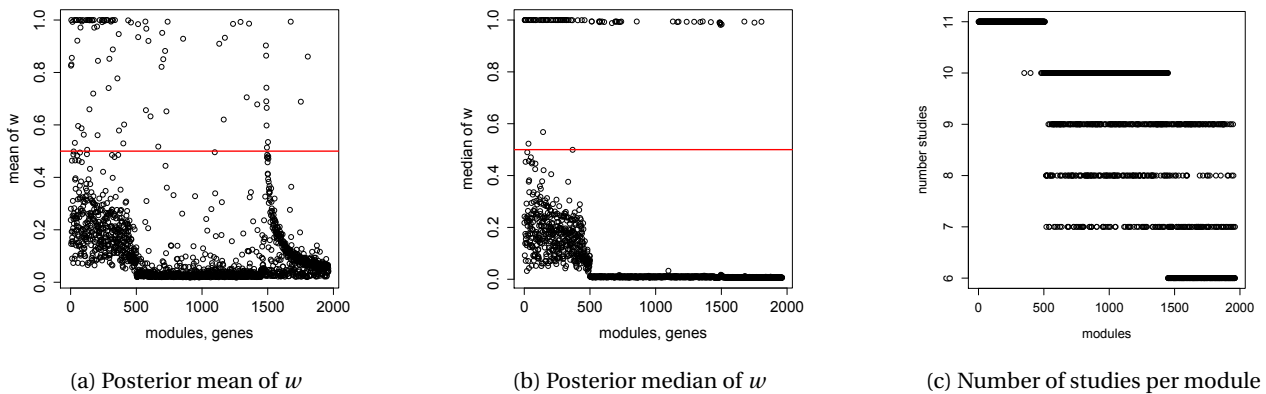 1.0
0.8
0.6
0.4
0.2
0.0
mean of w
0 500 1000 1500 2000
modules, genes
(a) Posterior mean of w
1.0
0.8
0.6
0.4
0.2
0.0
median of w
0 500 1000 1500 2000
modules, genes
(b) Posterior median of w
11
10
9
8
7
6
number studies
0 500 1000 1500 2000
modules
(c) Number of studies per module